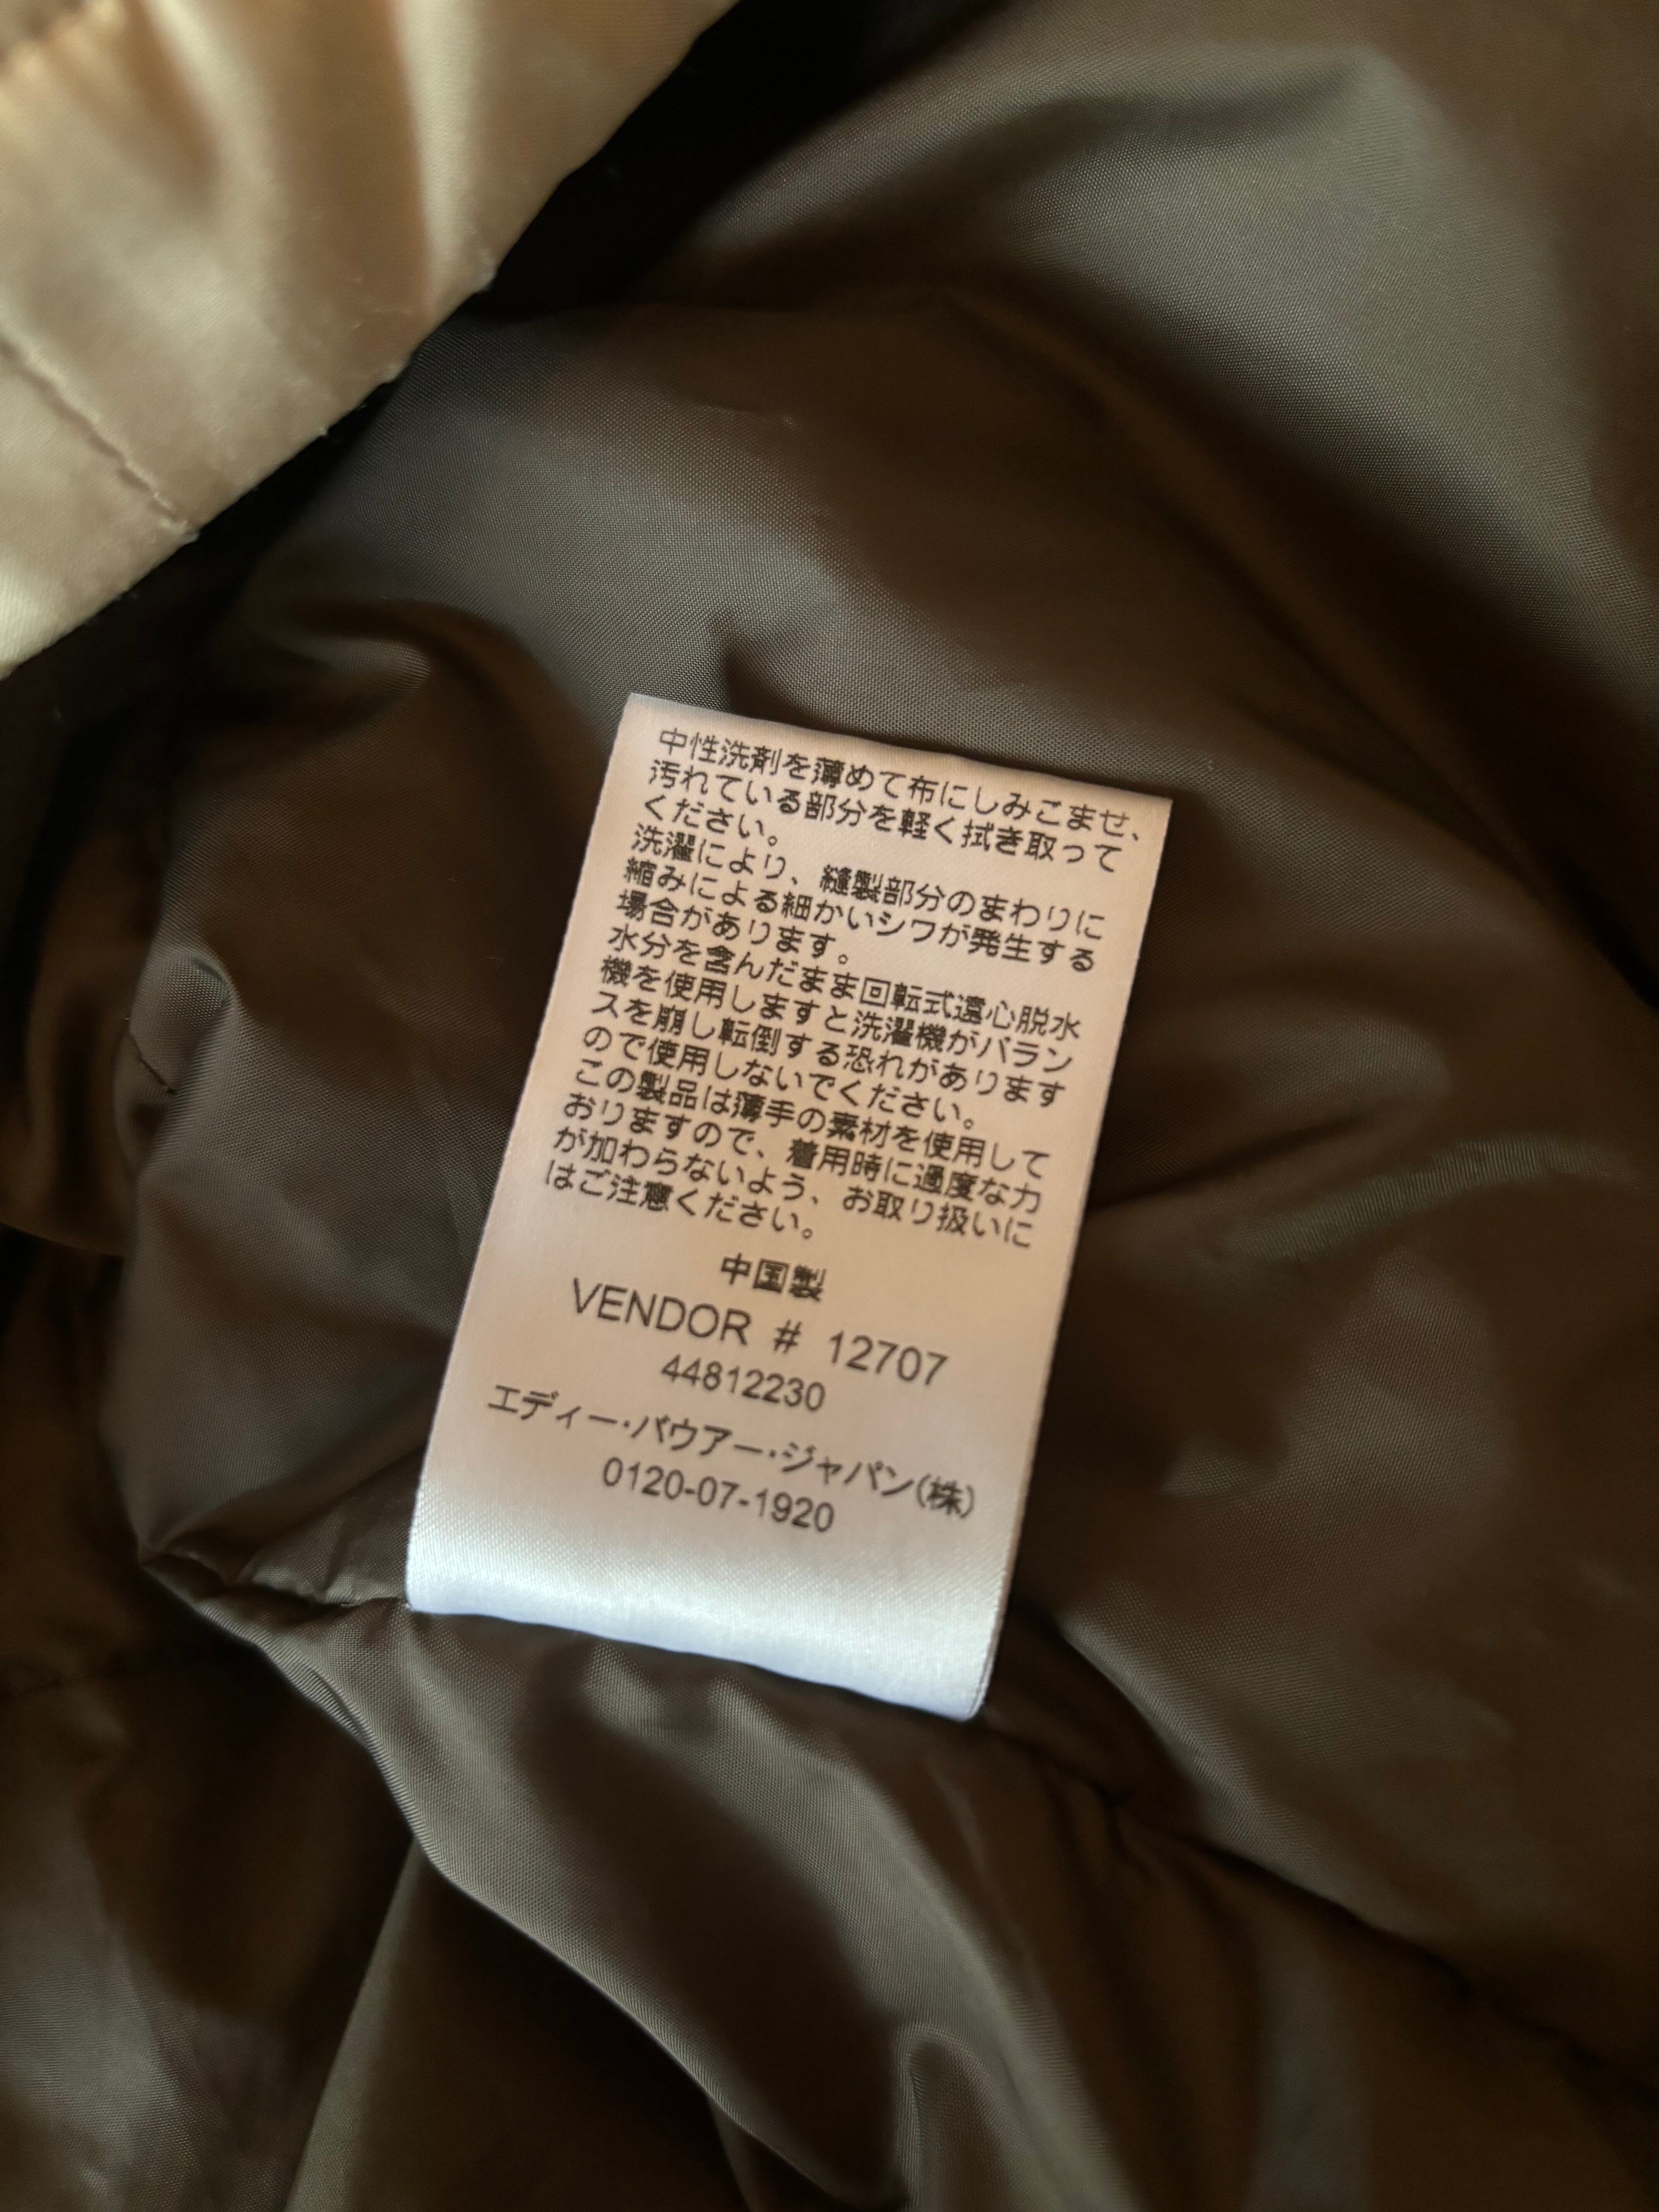 中性洗剤を薄めて布にしみこませ、
汚れている部分を軽く拭き取って
ください。
洗濯により、縫製部分のまわりに
縮みによる細かいシワが発生する
場合があります。
水分を含んだまま回転式遠心脱水
機を使用しますと洗濯機がバラン
スを崩し転倒する恐れがあります
ので使用しないでください。
この製品は薄手の素材を使用して
おりますので、着用時に過度な力
が加わらないよう、お取り扱いに
はご注意ください。
中国製
VENDOR # 12707
44812230
エディー・バウアー・ジャパン(株)
0120-07-1920